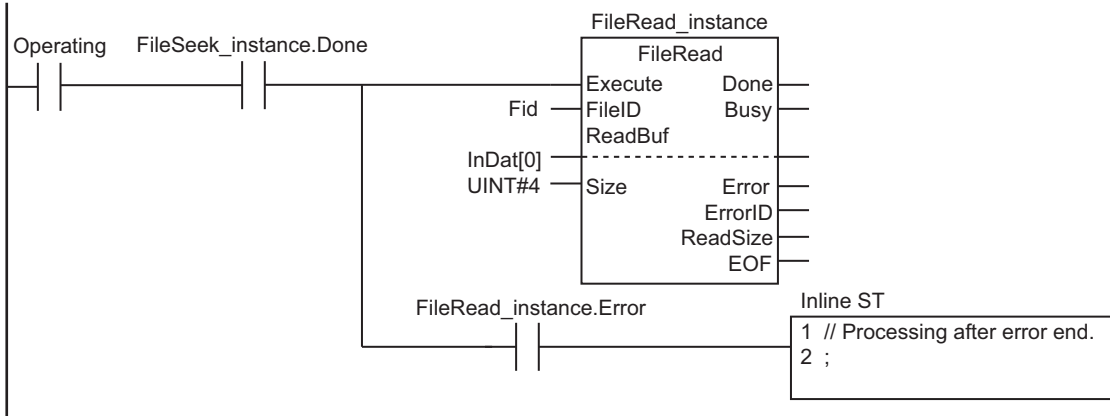 FileRead_instance
Operating FileSeek_instance.Done
FileRead
Execute Done
Fid FileID Busy
ReadBuf
InDat[0]
UINT#4 Size Error
ErrorID
ReadSize
EOF
FileRead_instance.Error
Inline ST
1 // Processing after error end.
2 ;